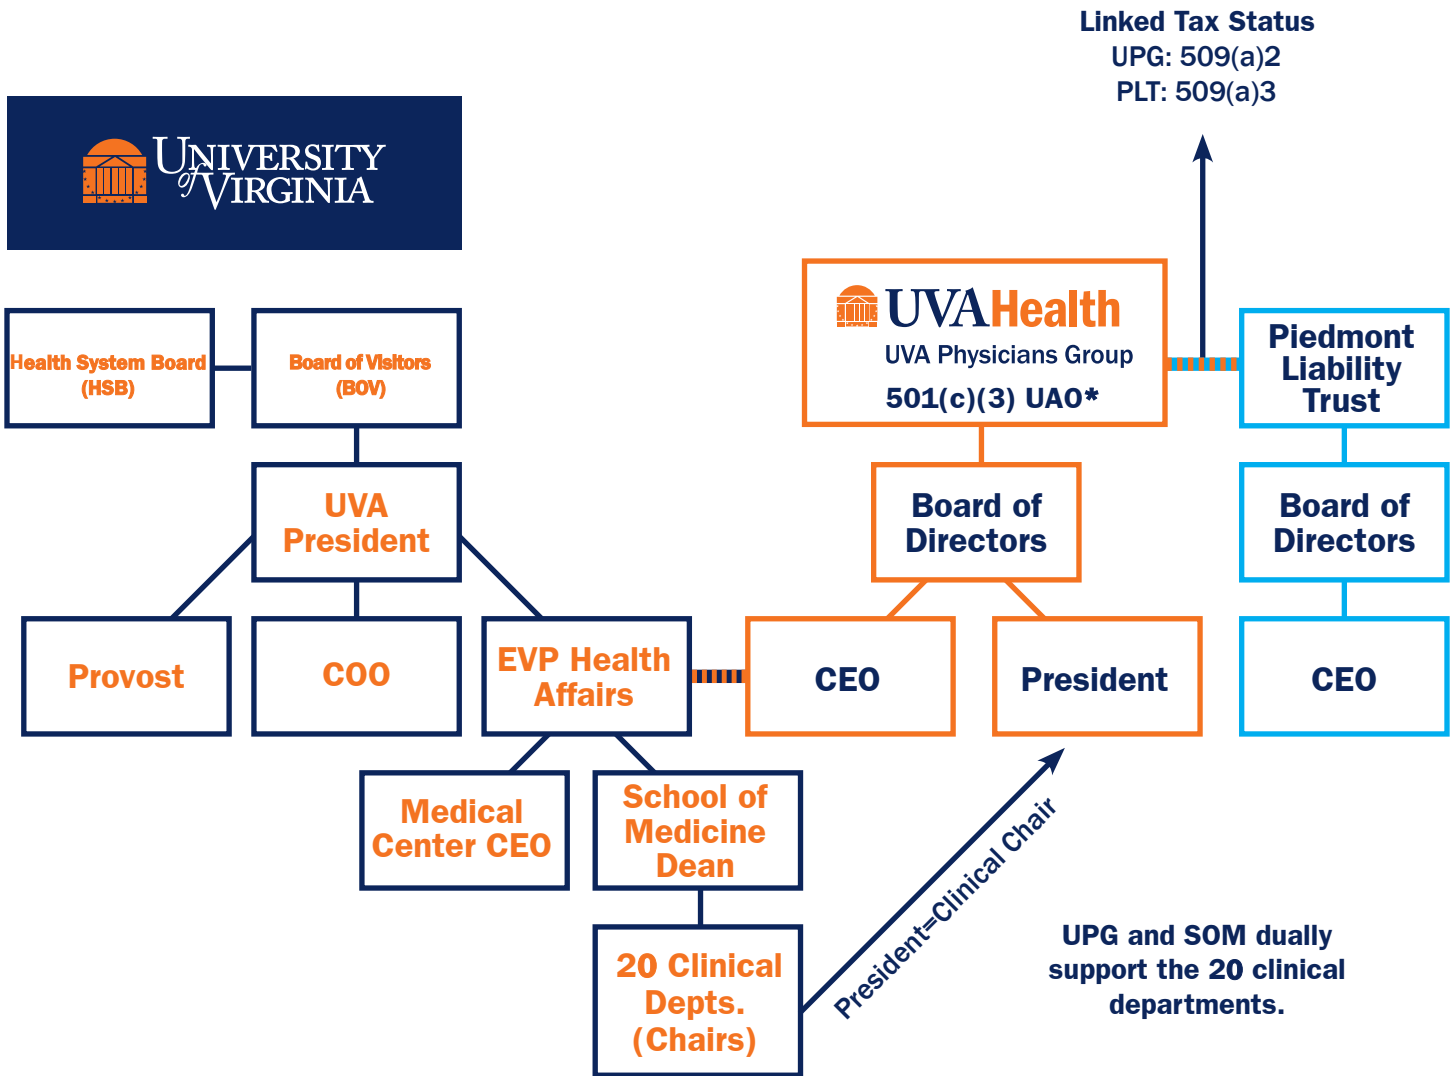 Linked Tax Status
UPG: 509(a)2
PLT: 509(a)3
UNIVERSITY
of VIRGINIA
UVAHealth
UVA Physicians Group
501(c)(3) UAO*
Piedmont
Liability
Trust
Health System Board
(HSB)
Board of Visitors
(BOV)
UVA
President
Board of
Directors
Board of
Directors
Provost
COO
EVP Health
Affairs
CEO
President
CEO
Medical
Center CEO
School of
Medicine
Dean
20 Clinical
Depts.
(Chairs)
President=Clinical Chair
UPG and SOM dually
support the 20 clinical
departments.